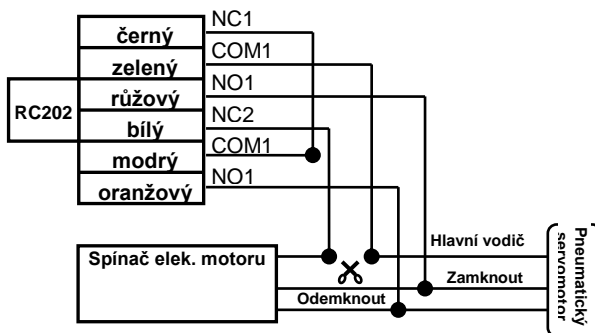 NC1
černý
COM1
zelený
NO1
růžový
RC202
NC2
bílý
COM1
modrý
NO1
oranžový
Spínač elek. motoru
Hlavní vodič
Zamknout
Odemknout
Pneumatický
servomotor